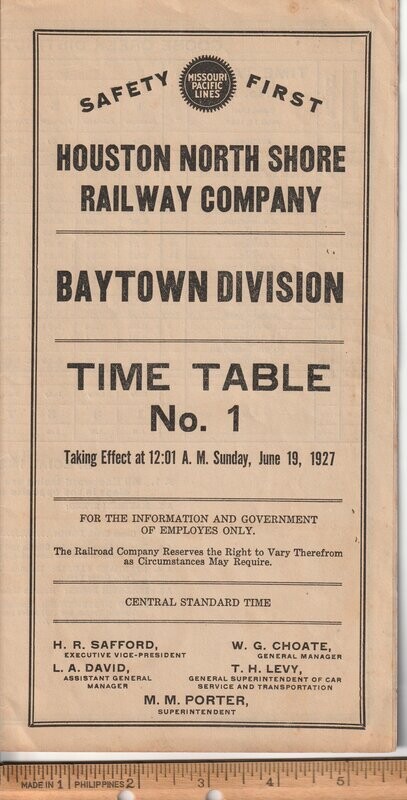 SAFETY FIRST
MISSOURI
PACIFIC
LINES
HOUSTON NORTH SHORE
RAILWAY COMPANY
BAYTOWN DIVISION
TIME TABLE
No. 1
Taking Effect at 12:01 A. M. Sunday, June 19, 1927
FOR THE INFORMATION AND GOVERNMENT
OF EMPLOYES ONLY.
The Railroad Company Reserves the Right to Vary Therefrom
as Circumstances May Require.
CENTRAL STANDARD TIME
H. R. SAFFORD,
EXECUTIVE VICE-PRESIDENT
W. G. CHOATE,
GENERAL MANAGER
L. A. DAVID,
ASSISTANT GENERAL
MANAGER
T. H. LEVY,
GENERAL SUPERINTENDENT OF CAR
SERVICE AND TRANSPORTATION
M. M. PORTER,
SUPERINTENDENT
MADE IN 1 PHILIPPINES 2 3 4 5